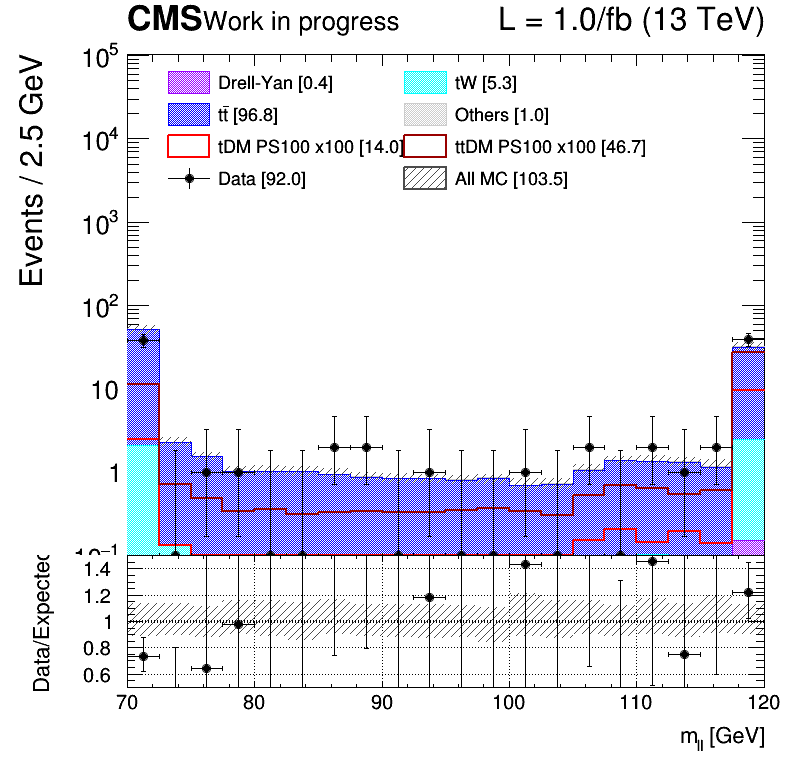 CMS Work in progress L = 1.0/fb (13 TeV)
Events / 2.5 GeV
10^5
10^4
10^3
10^2
10
1
10^−1
Drell-Yan [0.4] tW [5.3]
tt̄ [96.8] Others [1.0]
tDM PS100 x100 [14.0] ttDM PS100 x100 [46.7]
Data [92.0] All MC [103.5]
Data/Expected
1.4
1.2
1
0.8
0.6
70 80 90 100 110 120
m_ll [GeV]